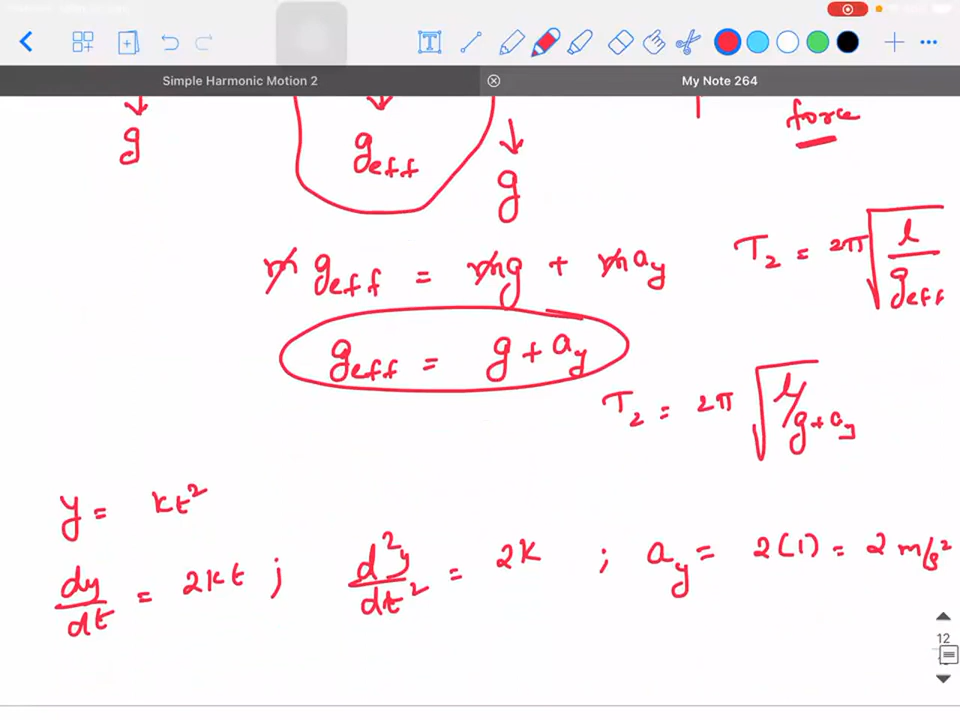 Simple Harmonic Motion 2
My Note 264
force
g
geff
g
m geff = mg + m ay
T2 = 2π √(l/geff)
geff = g + ay
T2 = 2π √(l/g+ay)
y = kt²
dy/dt = 2kt ; d²y/dt² = 2k ; ay = 2(1) = 2 m/s²
12